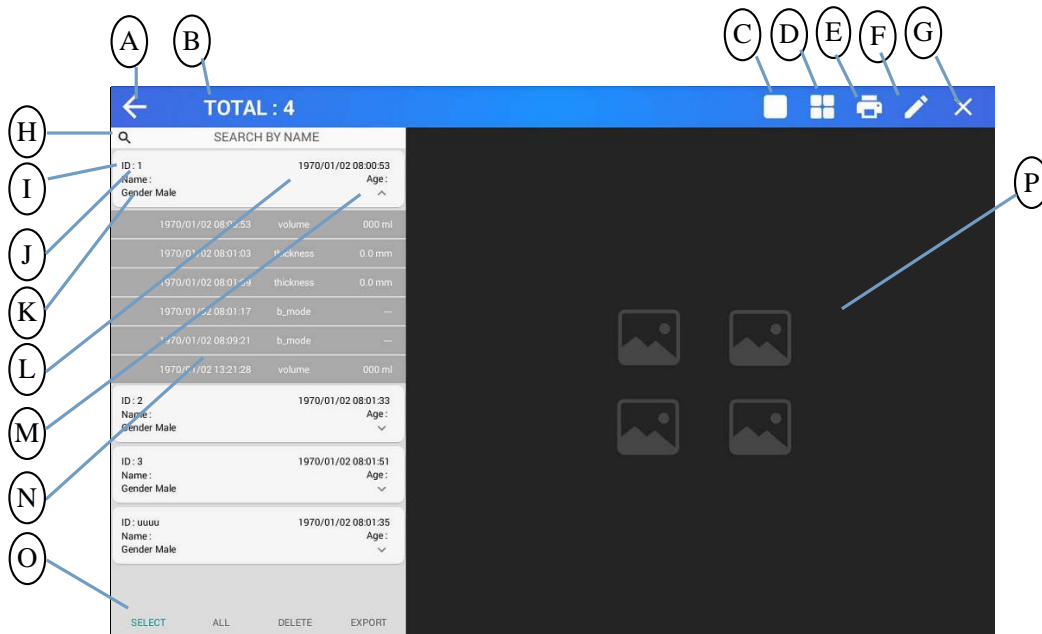 A
B
C
D
E
F
G
TOTAL : 4
H
SEARCH BY NAME
I
ID : 1 1970/01/02 08:00:53
Name : Age :
Gender Male
P
J
1970/01/02 08:00:53 volume 000 ml
1970/01/02 08:01:03 thickness 0.0 mm
1970/01/02 08:01:09 thickness 0.0 mm
K
1970/01/02 08:01:17 b_mode ---
1970/01/02 08:09:21 b_mode ---
L
1970/01/02 13:21:28 volume 000 ml
ID : 2 1970/01/02 08:01:33
Name : Age :
Gender Male
M
ID : 3 1970/01/02 08:01:51
Name : Age :
Gender Male
N
ID : uuuu 1970/01/02 08:01:35
Name : Age :
Gender Male
O
SELECT ALL DELETE EXPORT